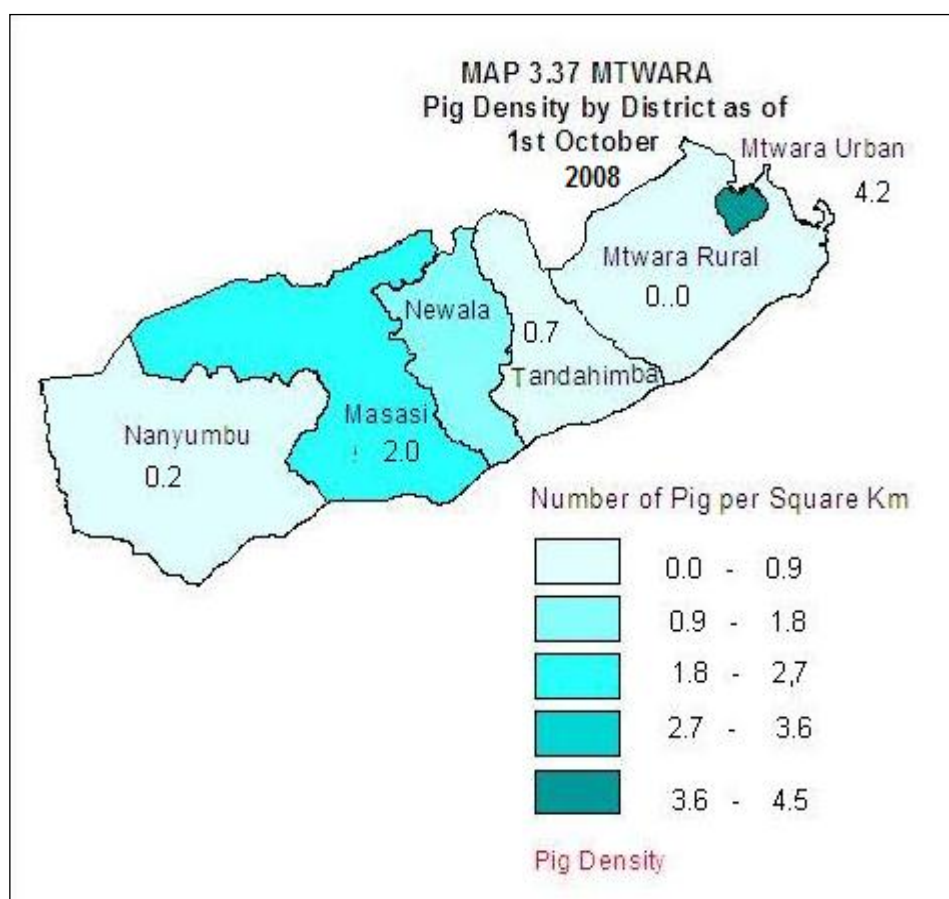 MAP 3.37 MTWARA
Pig Density by District as of
1st October
2008
Mtwara Urban
4.2
Mtwara Rural
0..0
Newala
0.7
Tandahimba
Masasi
2.0
Nanyumbu
0.2
Number of Pig per Square Km
0.0 - 0.9
0.9 - 1.8
1.8 - 2,7
2.7 - 3.6
3.6 - 4.5
Pig Density